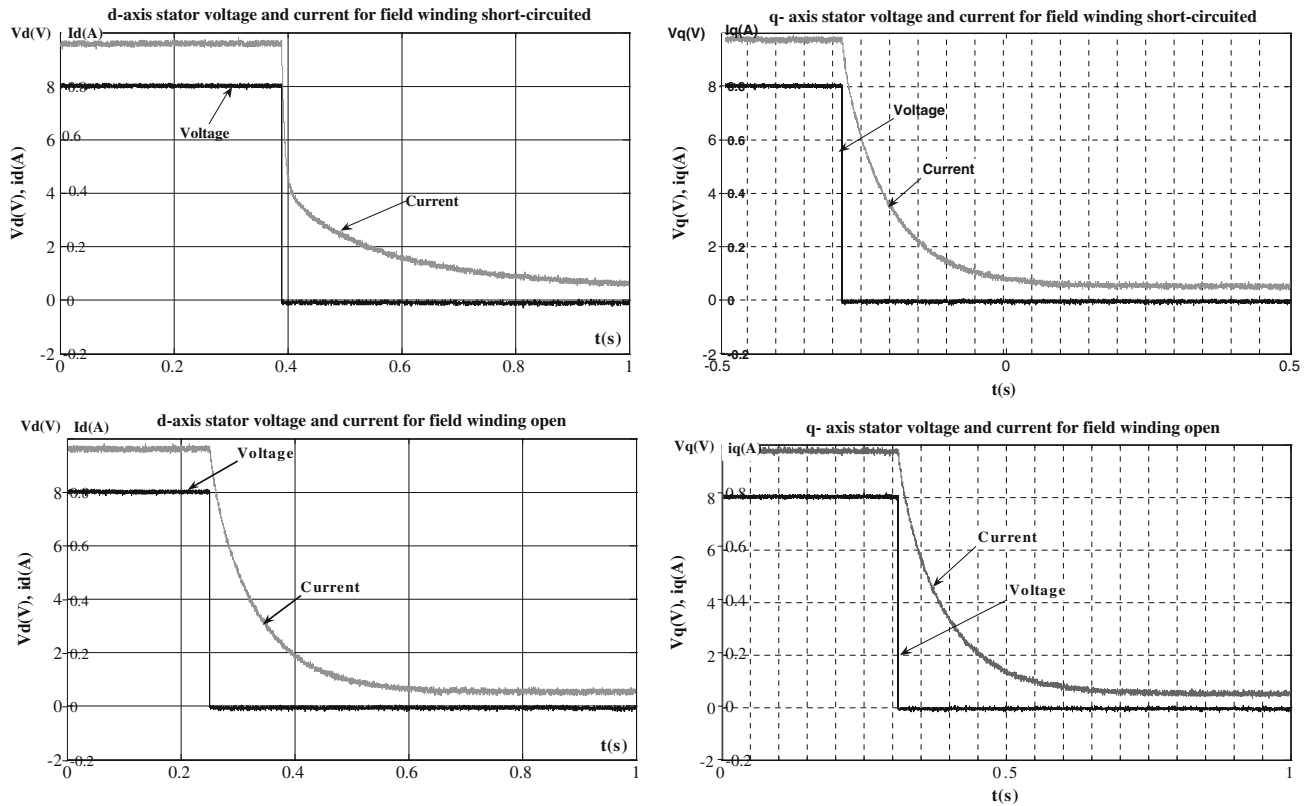 d-axis stator voltage and current for field winding short-circuited
Vd(V) Id(A)
8 0.8
6 0.6
4 0.4
2 0.2
0 0
-2 -0.2
Vd(V), id(A)
Voltage
Current
t(s)
0 0.2 0.4 0.6 0.8 1
q- axis stator voltage and current for field winding short-circuited
Vq(V) Iq(A)
8 0.8
6 0.6
4 0.4
2 0.2
0 0
-2 -0.2
Vq(V), iq(A)
Voltage
Current
-0.5 0 0.5
t(s)
d-axis stator voltage and current for field winding open
Vd(V) Id(A)
8 0.8
6 0.6
4 0.4
2 0.2
0 0
-2 -0.2
Vd(V), id(A)
Voltage
Current
t(s)
0 0.2 0.4 0.6 0.8 1
q- axis stator voltage and current for field winding open
Vq(V) iq(A)
8 0.8
6 0.6
4 0.4
2 0.2
0 0
-2 -0.2
Vq(V), iq(A)
Current
Voltage
0 0.5 1
t(s)